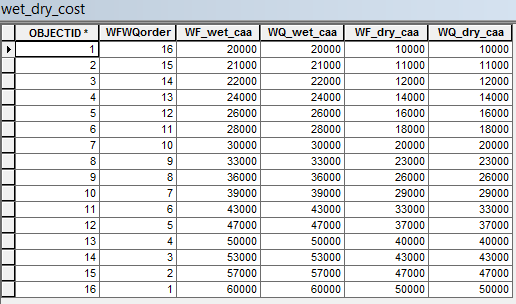 wet_dry_cost
OBJECTID * WFWQorder WF_wet_caa WQ_wet_caa WF_dry_caa WQ_dry_caa
1 16 20000 20000 10000 10000
2 15 21000 21000 11000 11000
3 14 22000 22000 12000 12000
4 13 24000 24000 14000 14000
5 12 26000 26000 16000 16000
6 11 28000 28000 18000 18000
7 10 30000 30000 20000 20000
8 9 33000 33000 23000 23000
9 8 36000 36000 26000 26000
10 7 39000 39000 29000 29000
11 6 43000 43000 33000 33000
12 5 47000 47000 37000 37000
13 4 50000 50000 40000 40000
14 3 53000 53000 43000 43000
15 2 57000 57000 47000 47000
16 1 60000 60000 50000 50000